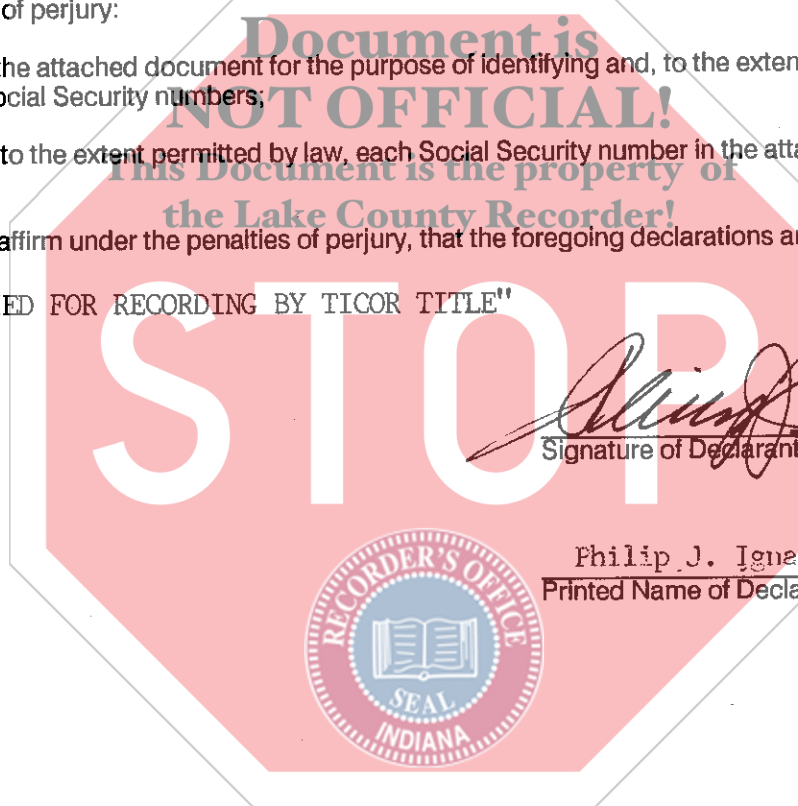 of perjury:
Document is
he attached document for the purpose of identifying and, to the exten
ocial Security numbers;
NOT OFFICIAL!
to the extent permitted by law, each Social Security number in the atta
This Document is the property of
the Lake County Recorder!
affirm under the penalties of perjury, that the foregoing declarations a
ED FOR RECORDING BY TICOR TITLE"
STOP
Signature of Declarant
Philip J. Igna
Printed Name of Decla
RECORDER'S OFFICE
SEAL
INDIANA